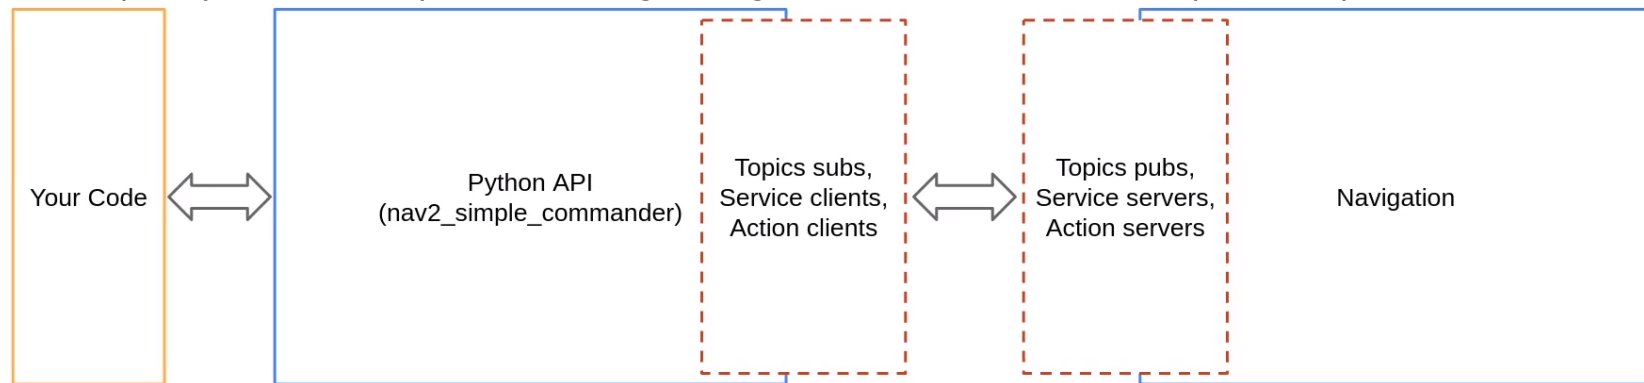 Your Code
Python API
(nav2_simple_commander)
Topics subs,
Service clients,
Action clients
Topics pubs,
Service servers,
Action servers
Navigation